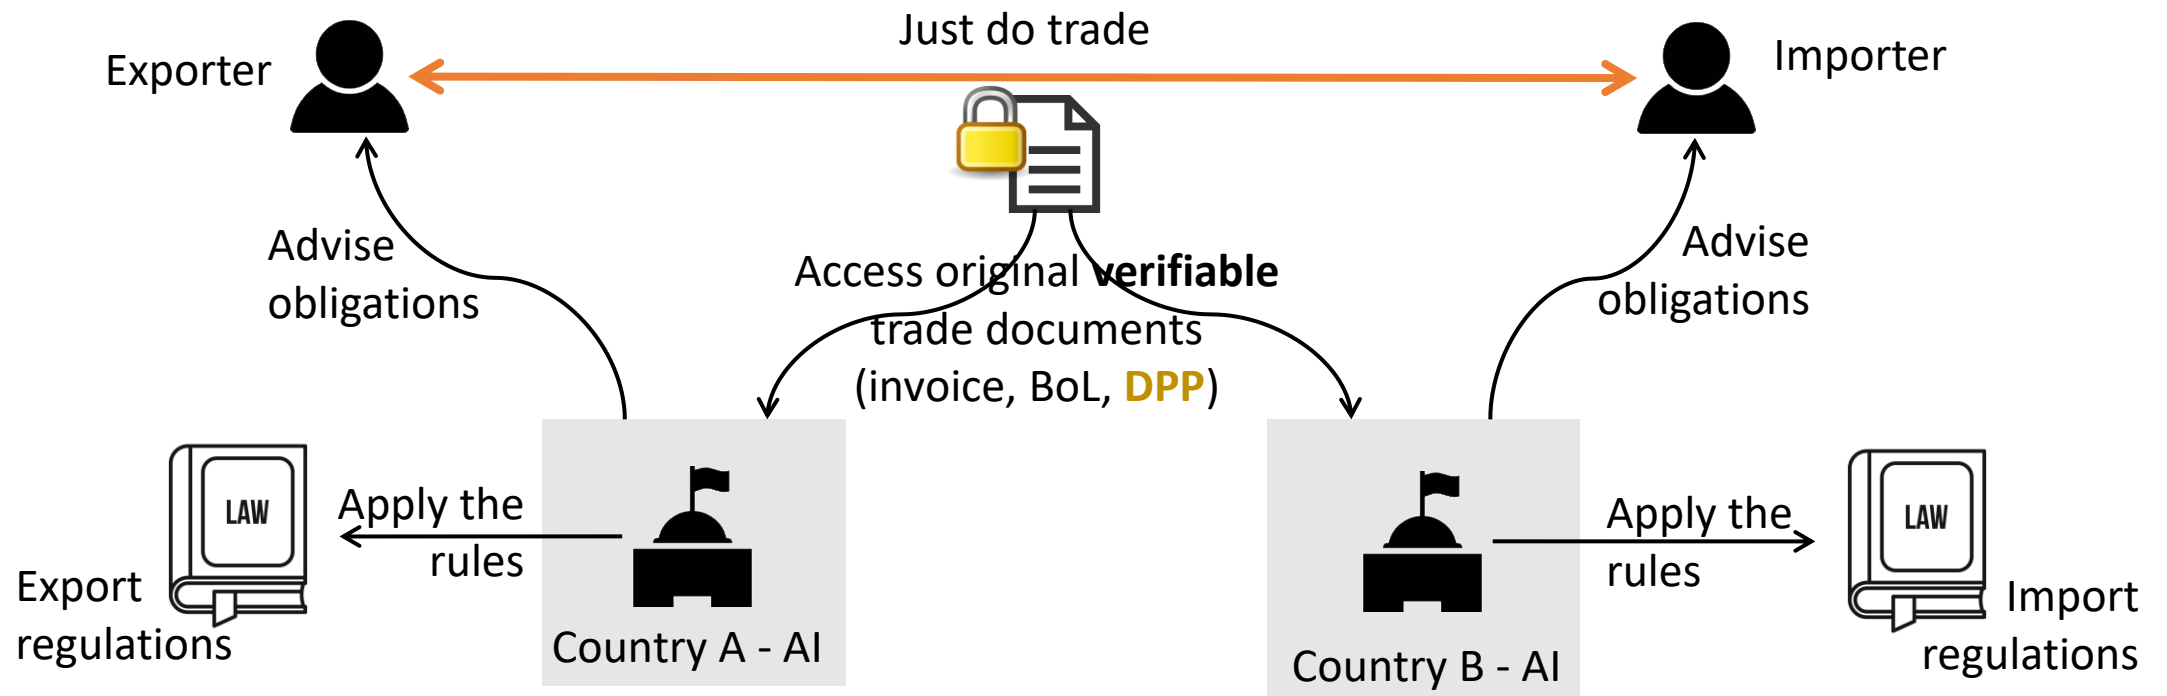 Just do trade
Exporter
Importer
Advise
obligations
Access original verifiable
trade documents
(invoice, BoL, DPP)
Advise
obligations
LAW
Apply the
rules
Export
regulations
Country A - AI
Country B - AI
Apply the
rules
LAW
Import
regulations